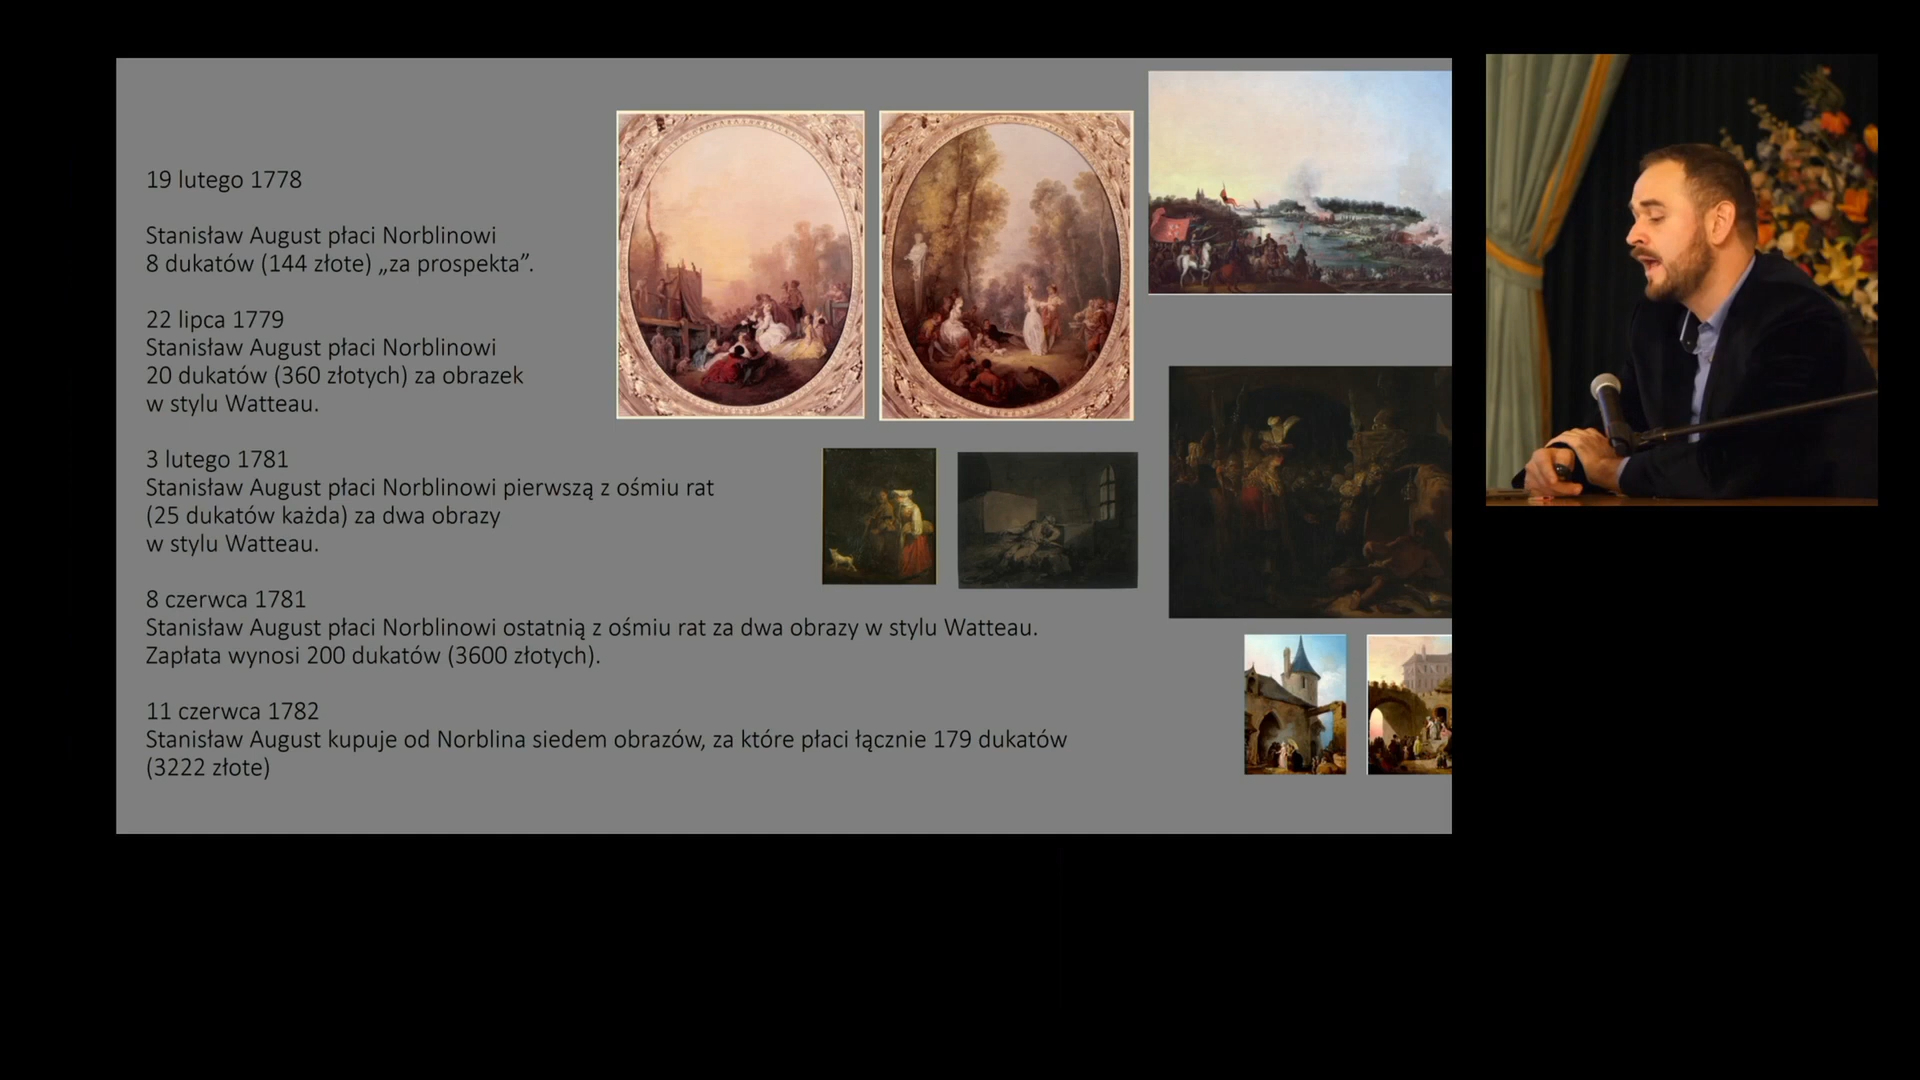 19 lutego 1778
Stanisław August płaci Norblinowi
8 dukatów (144 złote) „za prospekta”.
22 lipca 1779
Stanisław August płaci Norblinowi
20 dukatów (360 złotych) za obrazek
w stylu Watteau.
3 lutego 1781
Stanisław August płaci Norblinowi pierwszą z ośmiu rat
(25 dukatów każda) za dwa obrazy
w stylu Watteau.
8 czerwca 1781
Stanisław August płaci Norblinowi ostatnią z ośmiu rat za dwa obrazy w stylu Watteau.
Zapłata wynosi 200 dukatów (3600 złotych).
11 czerwca 1782
Stanisław August kupuje od Norblina siedem obrazów, za które płaci łącznie 179 dukatów
(3222 złote)